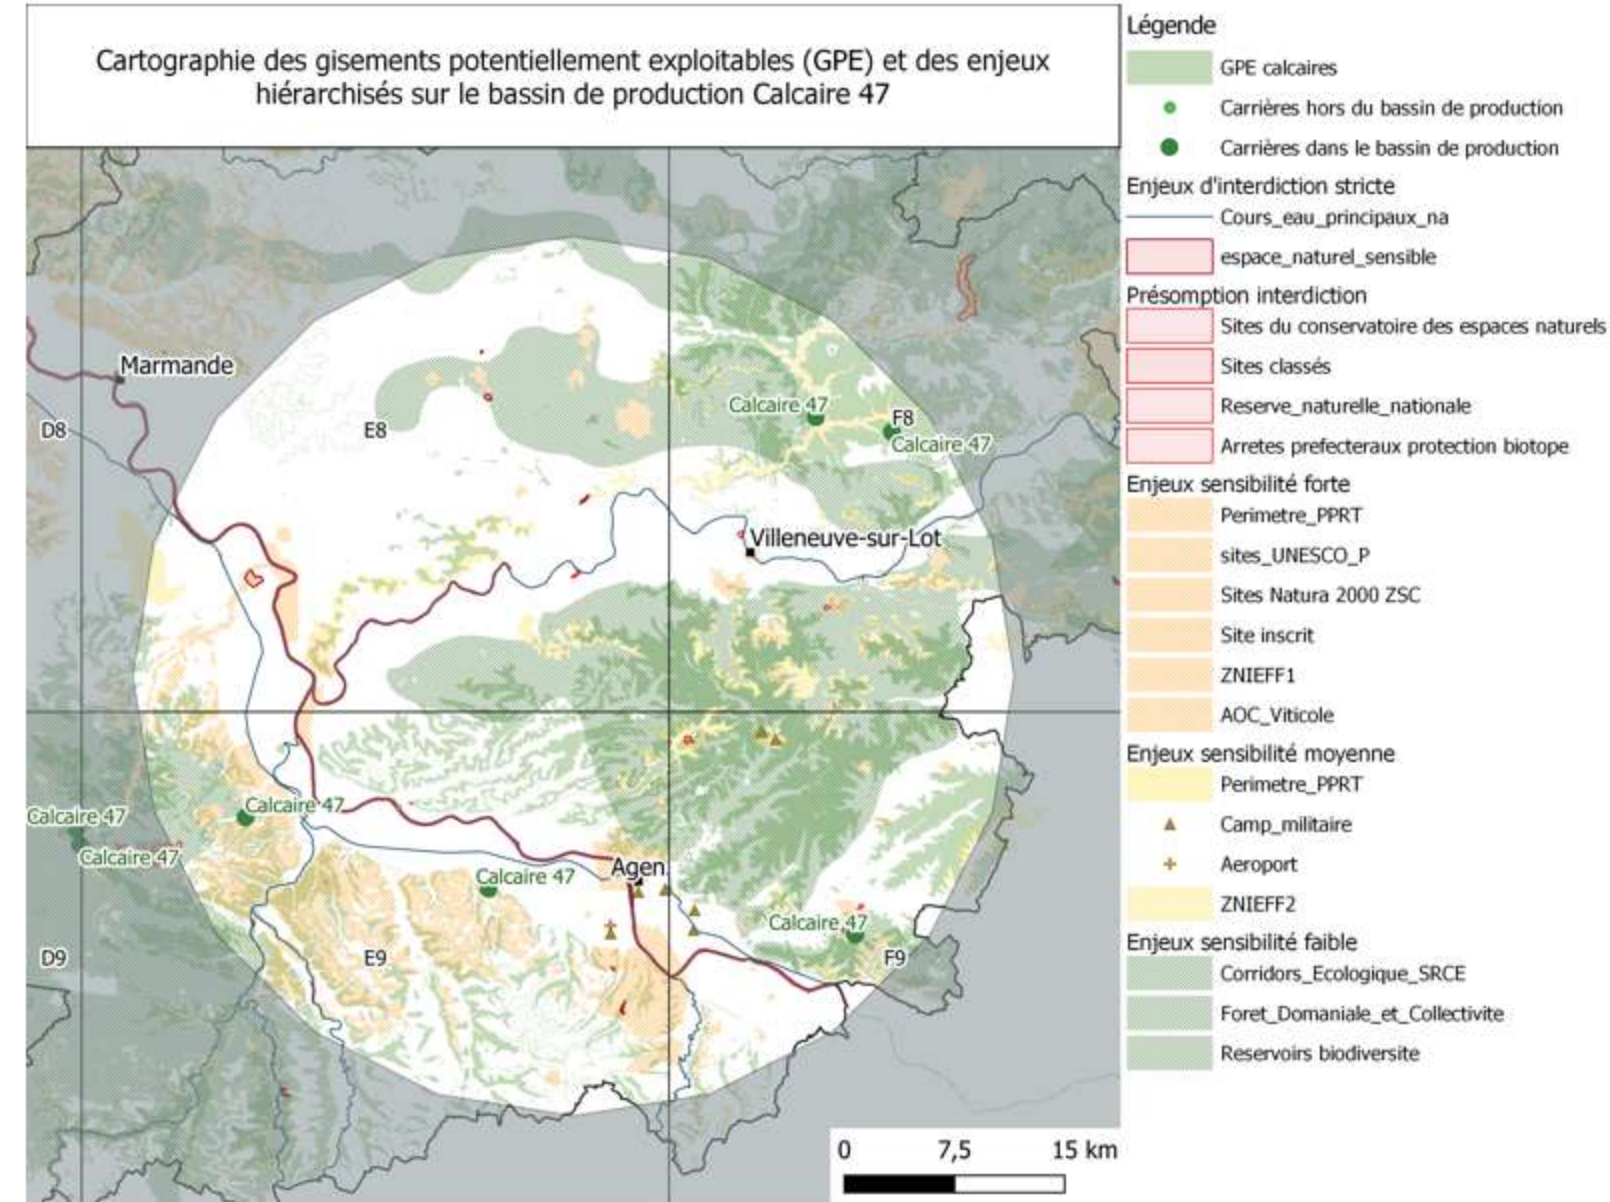 Cartographie des gisements potentiellement exploitables (GPE) et des enjeux
hiérarchisés sur le bassin de production Calcaire 47
Marmande
D8
E8
Calcaire 47
F8
Calcaire 47
Villeneuve-sur-Lot
Calcaire 47
Calcaire 47
Calcaire 47
Agen
Calcaire 47
Calcaire 47
D9
E9
F9
0 7,5 15 km
Légende
GPE calcaires
Carrières hors du bassin de production
Carrières dans le bassin de production
Enjeux d'interdiction stricte
Cours_eau_principaux_na
espace_naturel_sensible
Présomption interdiction
Sites du conservatoire des espaces naturels
Sites classés
Reserve_naturelle_nationale
Arretes prefecteraux protection biotope
Enjeux sensibilité forte
Perimetre_PPRT
sites_UNESCO_P
Sites Natura 2000 ZSC
Site inscrit
ZNIEFF1
AOC_Viticole
Enjeux sensibilité moyenne
Perimetre_PPRT
Camp_militaire
Aeroport
ZNIEFF2
Enjeux sensibilité faible
Corridors_Ecologique_SRCE
Foret_Domaniale_et_Collectivite
Reservoirs biodiversite